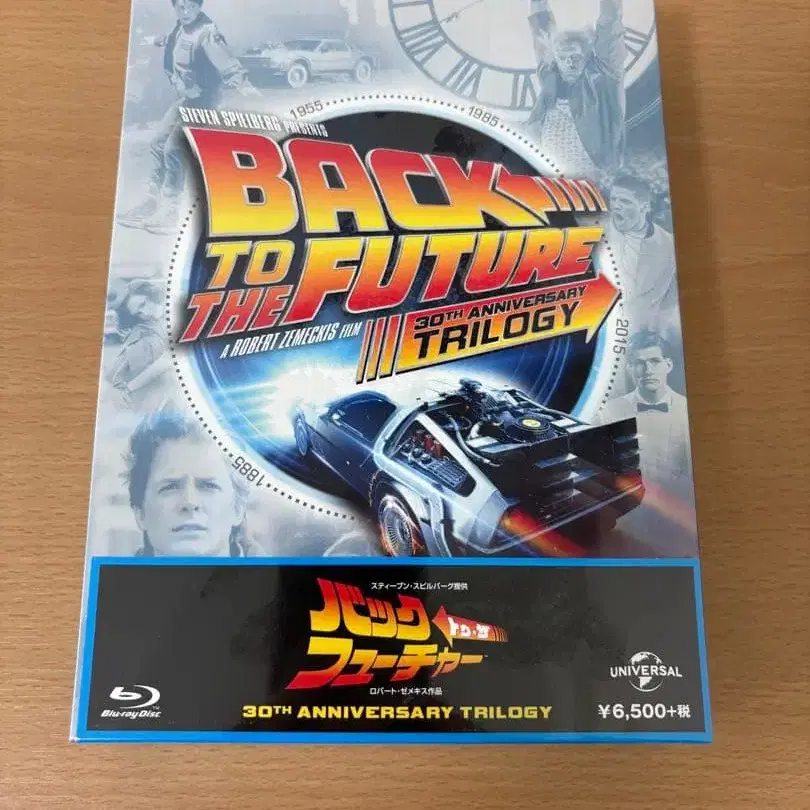 STEVEN SPIELBERG PRESENTS
1955
1985
BACK
TO THE FUTURE
30TH ANNIVERSARY
TRILOGY
A ROBERT ZEMECKIS FILM
2015
1885
スティーブン・スピルバーグ提供
バック
トゥ・ザ
フューチャー
ロバート・ゼメキス作品
30TH ANNIVERSARY TRILOGY
Blu-ray Disc
UNIVERSAL
¥6,500+税